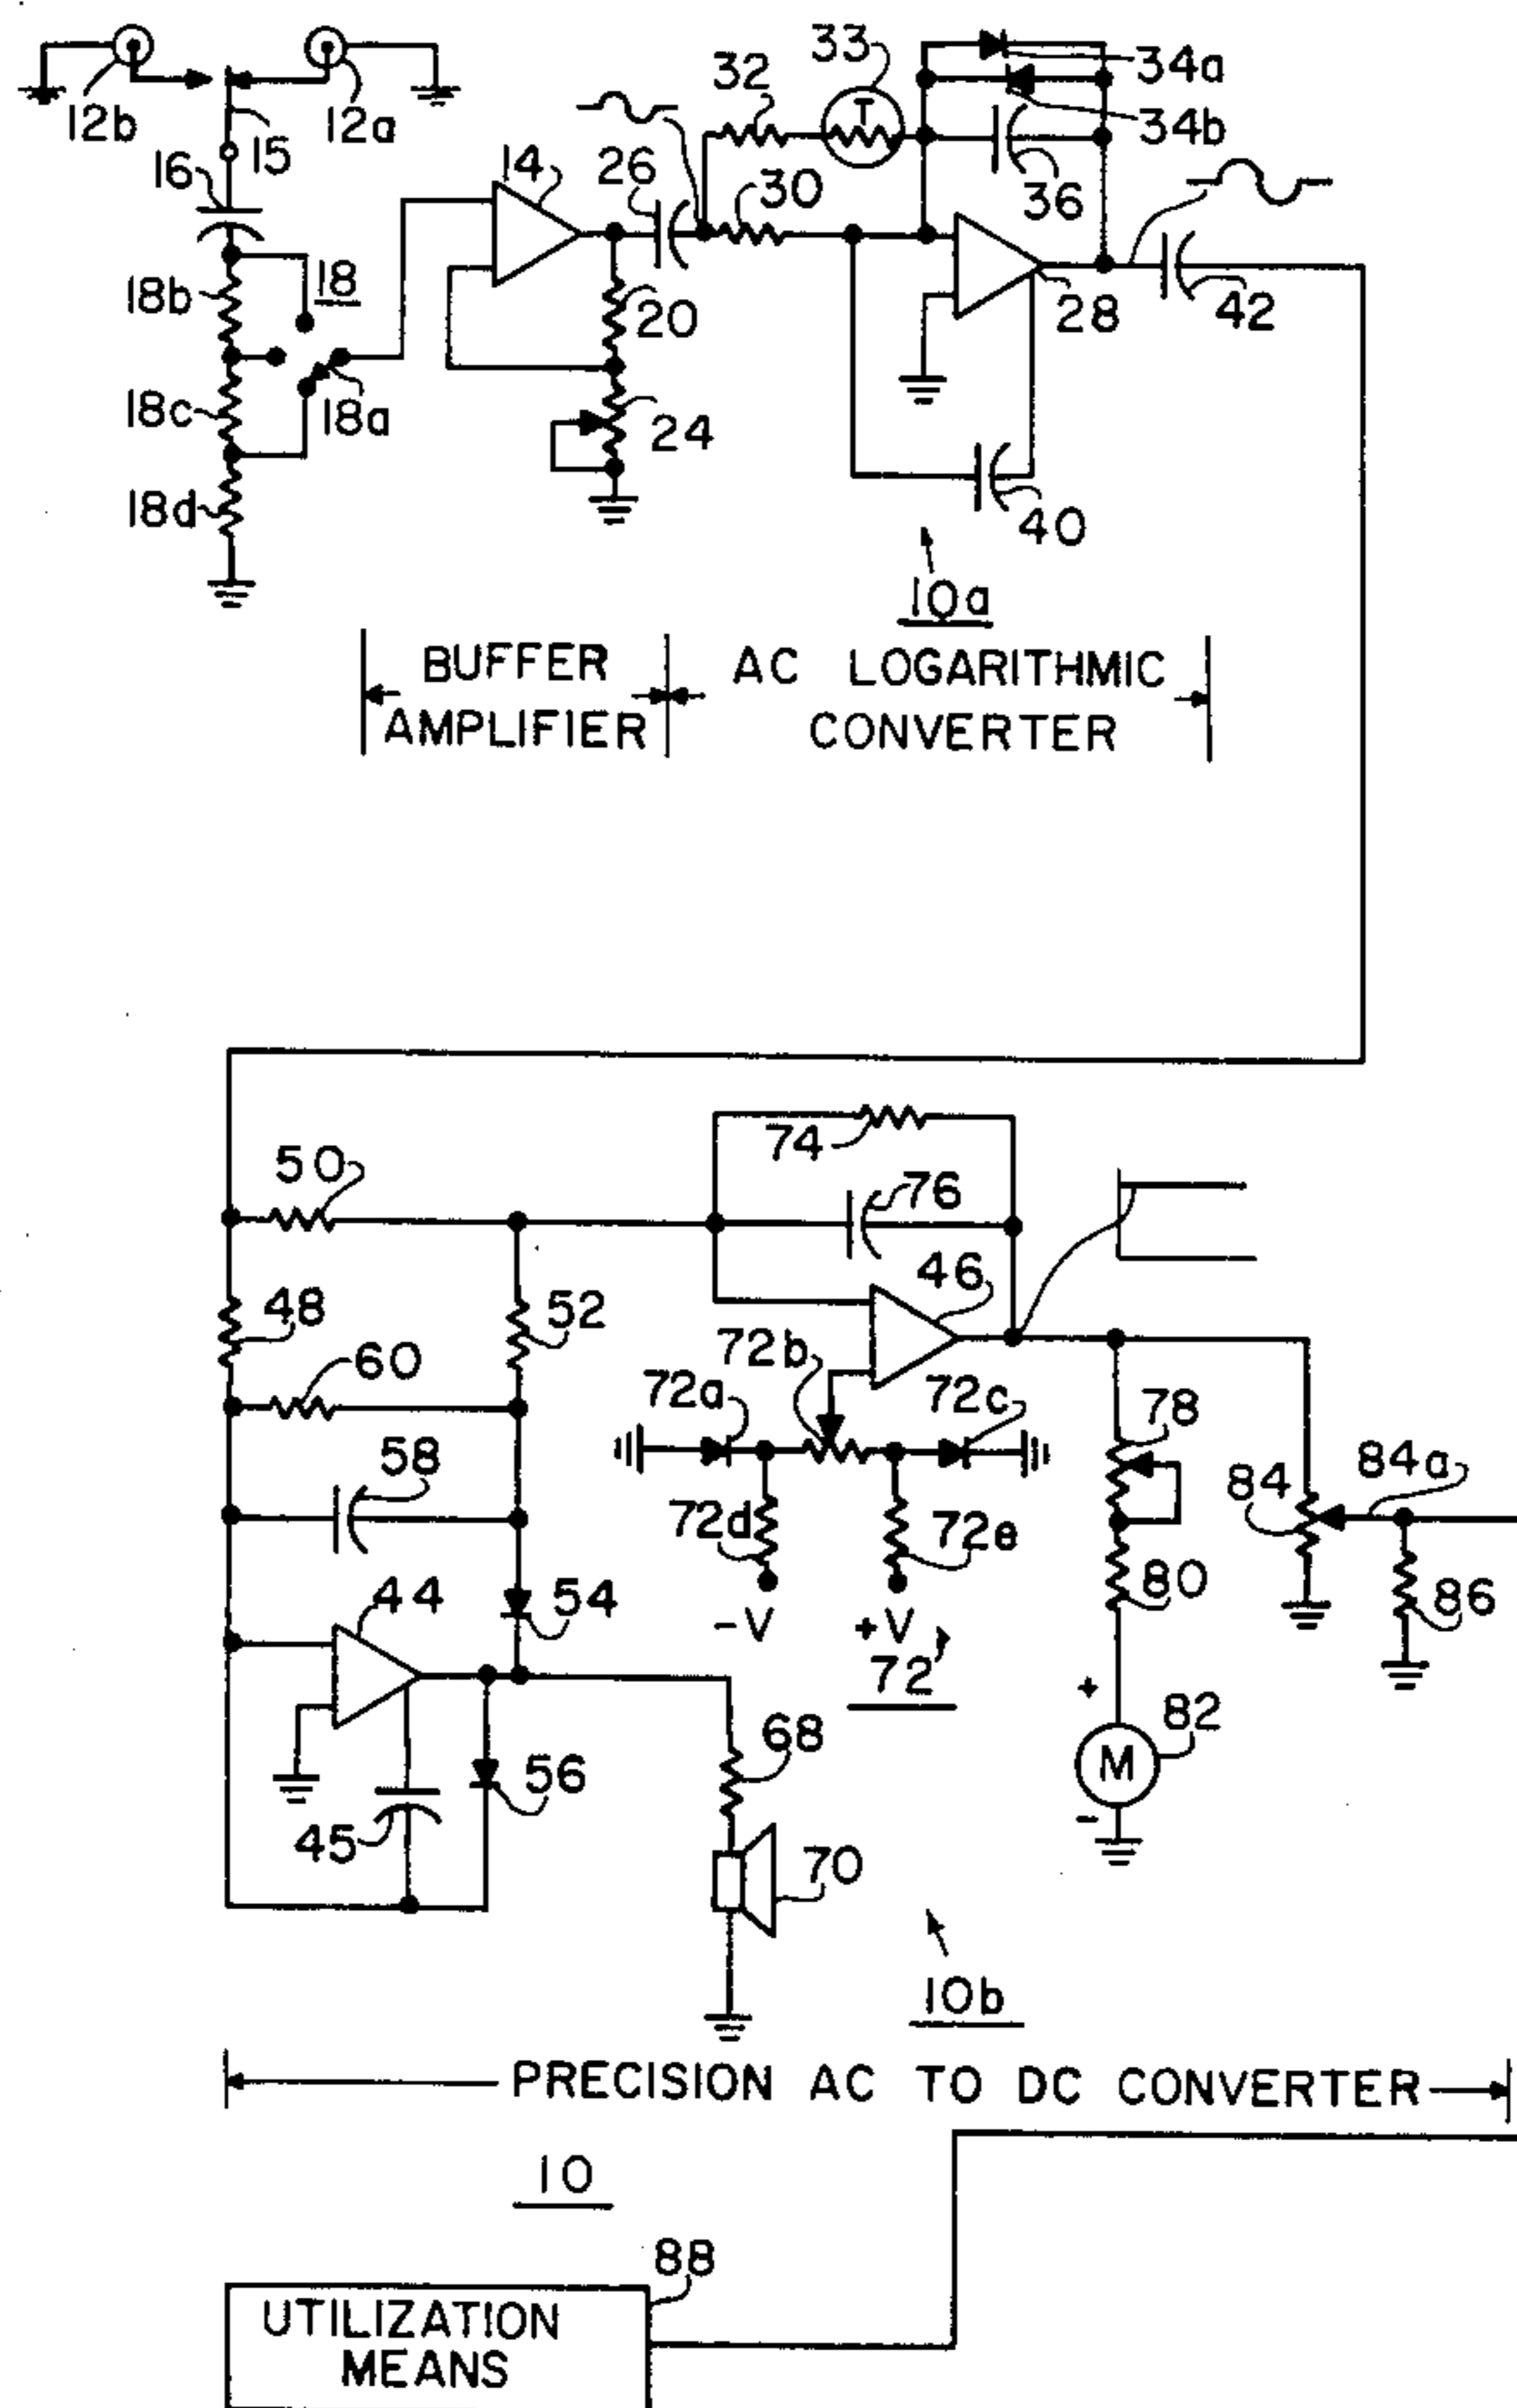 33
34a
32
12b
12a
34b
15
16
14
26
30
36
T
18
18b
20
28
42
18c
18a
24
18d
40
10a
BUFFER AMPLIFIER
AC LOGARITHMIC CONVERTER
50
74
76
48
52
46
60
72b
72a
72c
78
58
84
84a
72d
72e
44
54
80
86
-V
+V
72
68
+
82
M
56
45
70
-
10b
PRECISION AC TO DC CONVERTER
10
88
UTILIZATION
MEANS